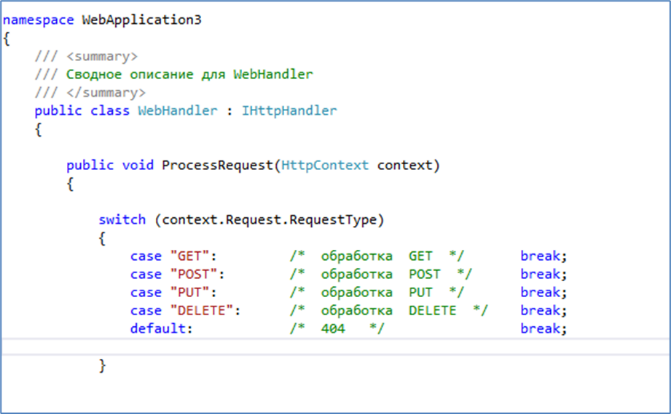 namespace WebApplication3
{
/// <summary>
/// Сводное описание для WebHandler
/// </summary>
public class WebHandler : IHttpHandler
{
public void ProcessRequest(HttpContext context)
{
switch (context.Request.RequestType)
{
case "GET": /* обработка GET */ break;
case "POST": /* обработка POST */ break;
case "PUT": /* обработка PUT */ break;
case "DELETE": /* обработка DELETE */ break;
default: /* 404 */ break;
}